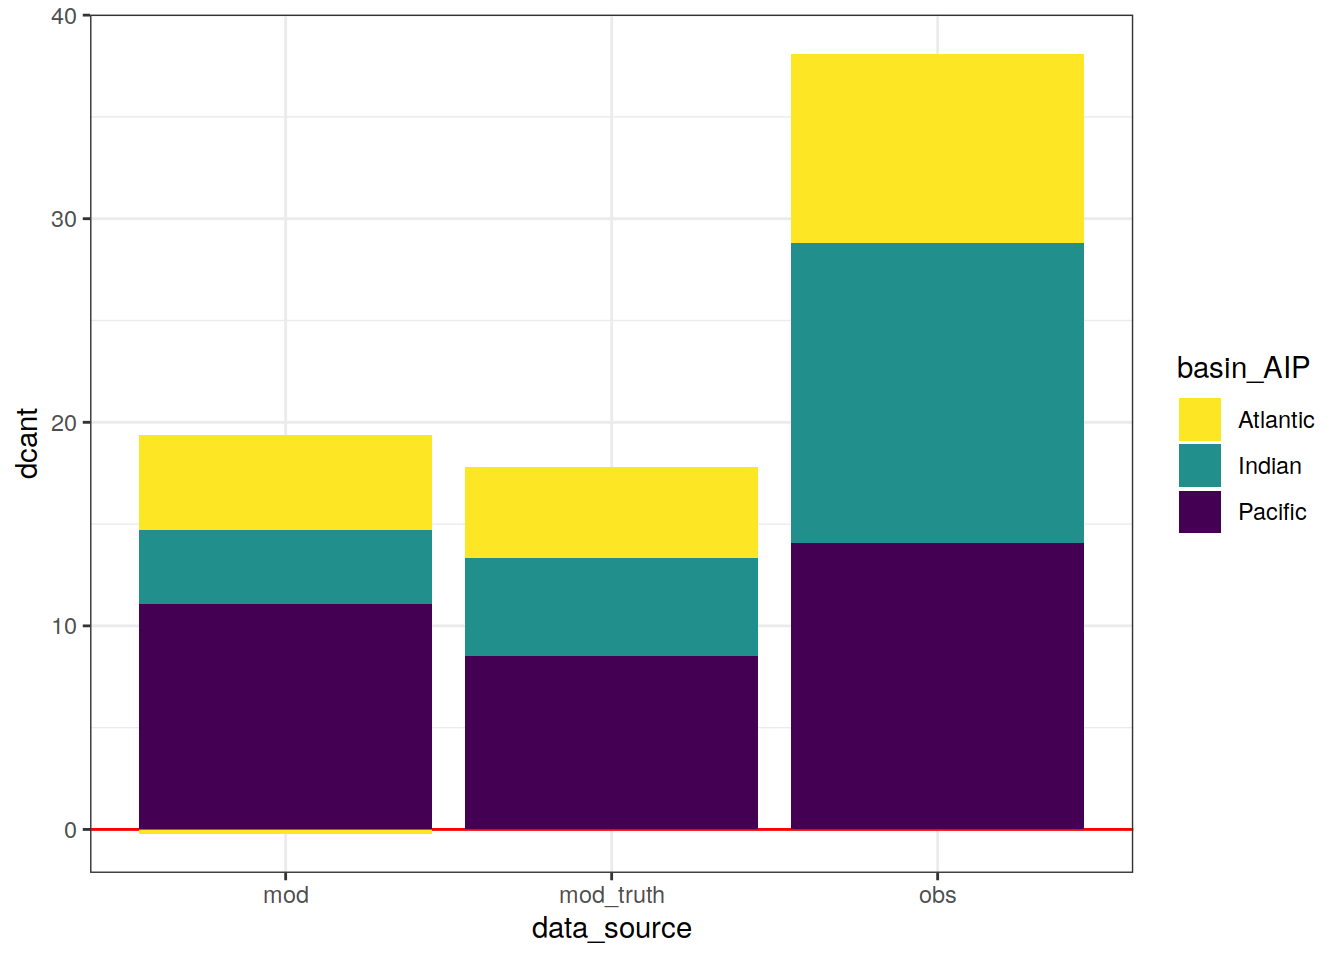 40
30
20
10
0
dcant
mod
mod_truth
obs
data_source
basin_AIP
Atlantic
Indian
Pacific